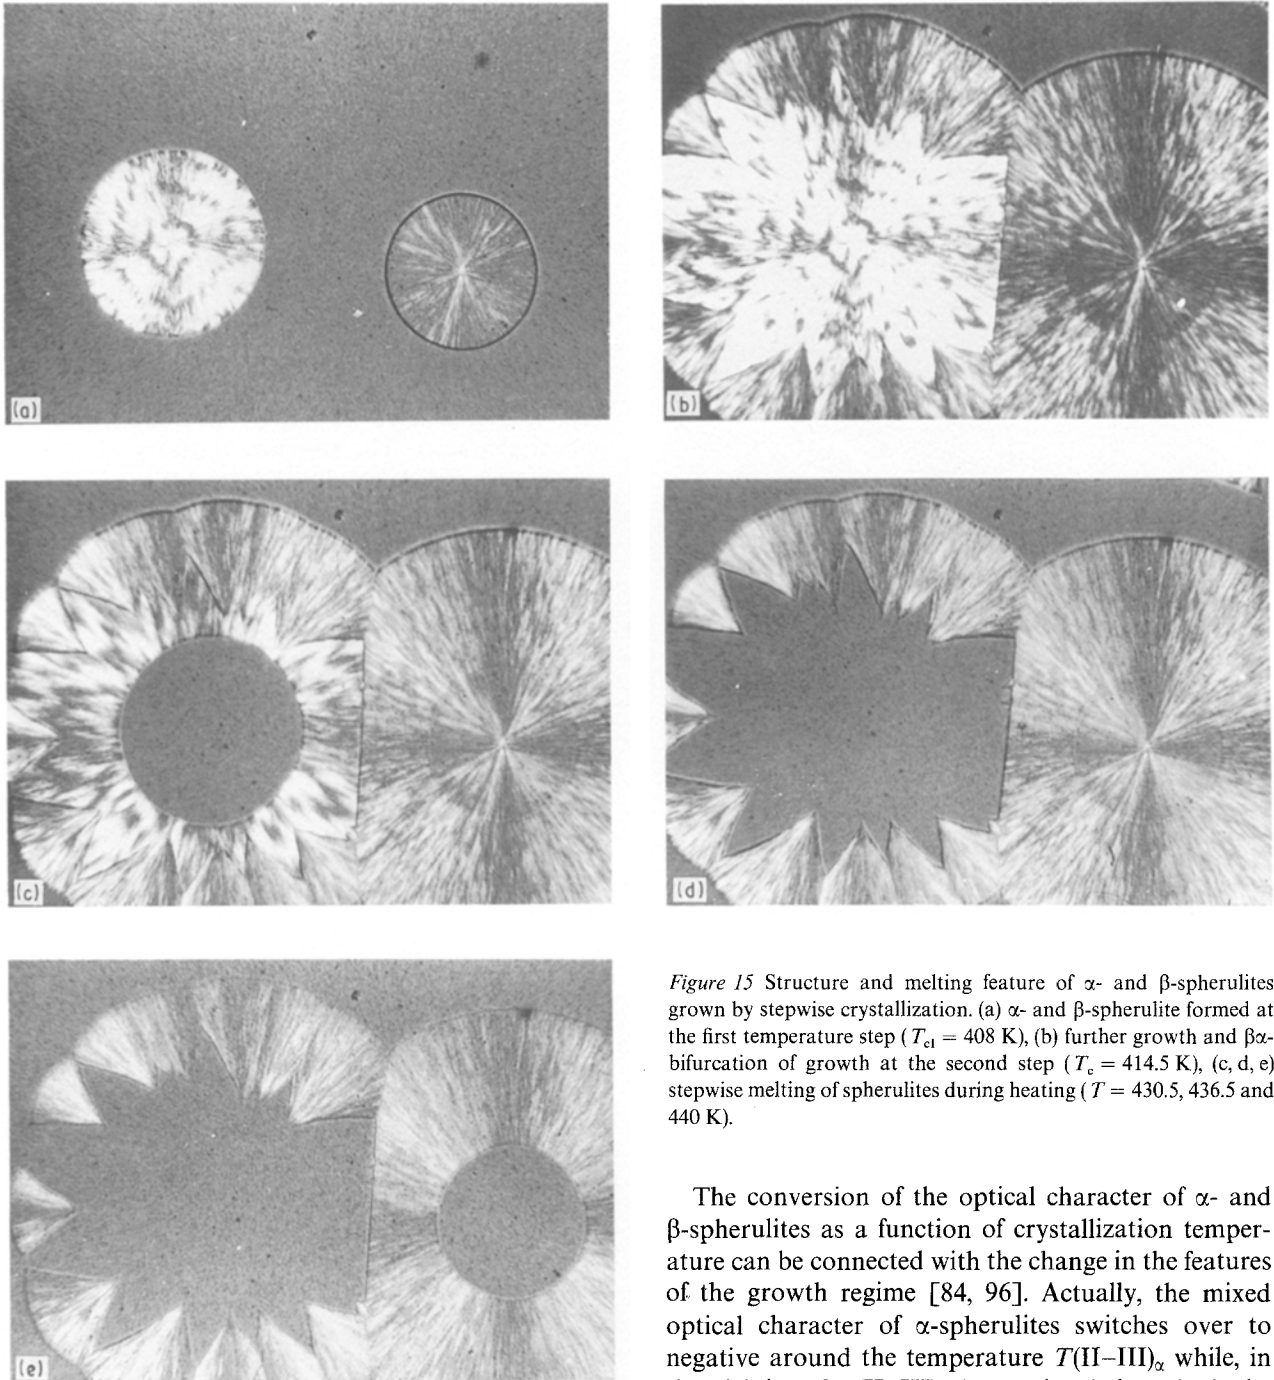 (a)
(b)
(c)
(d)
(e)
Figure 15 Structure and melting feature of α- and β-spherulites
grown by stepwise crystallization. (a) α- and β-spherulite formed at
the first temperature step (Tc1 = 408 K), (b) further growth and βα-
bifurcation of growth at the second step (Tc = 414.5 K), (c, d, e)
stepwise melting of spherulites during heating (T = 430.5, 436.5 and
440 K).
The conversion of the optical character of α- and
β-spherulites as a function of crystallization temper-
ature can be connected with the change in the features
of the growth regime [84, 96]. Actually, the mixed
optical character of α-spherulites switches over to
negative around the temperature T(II–III)α while, in